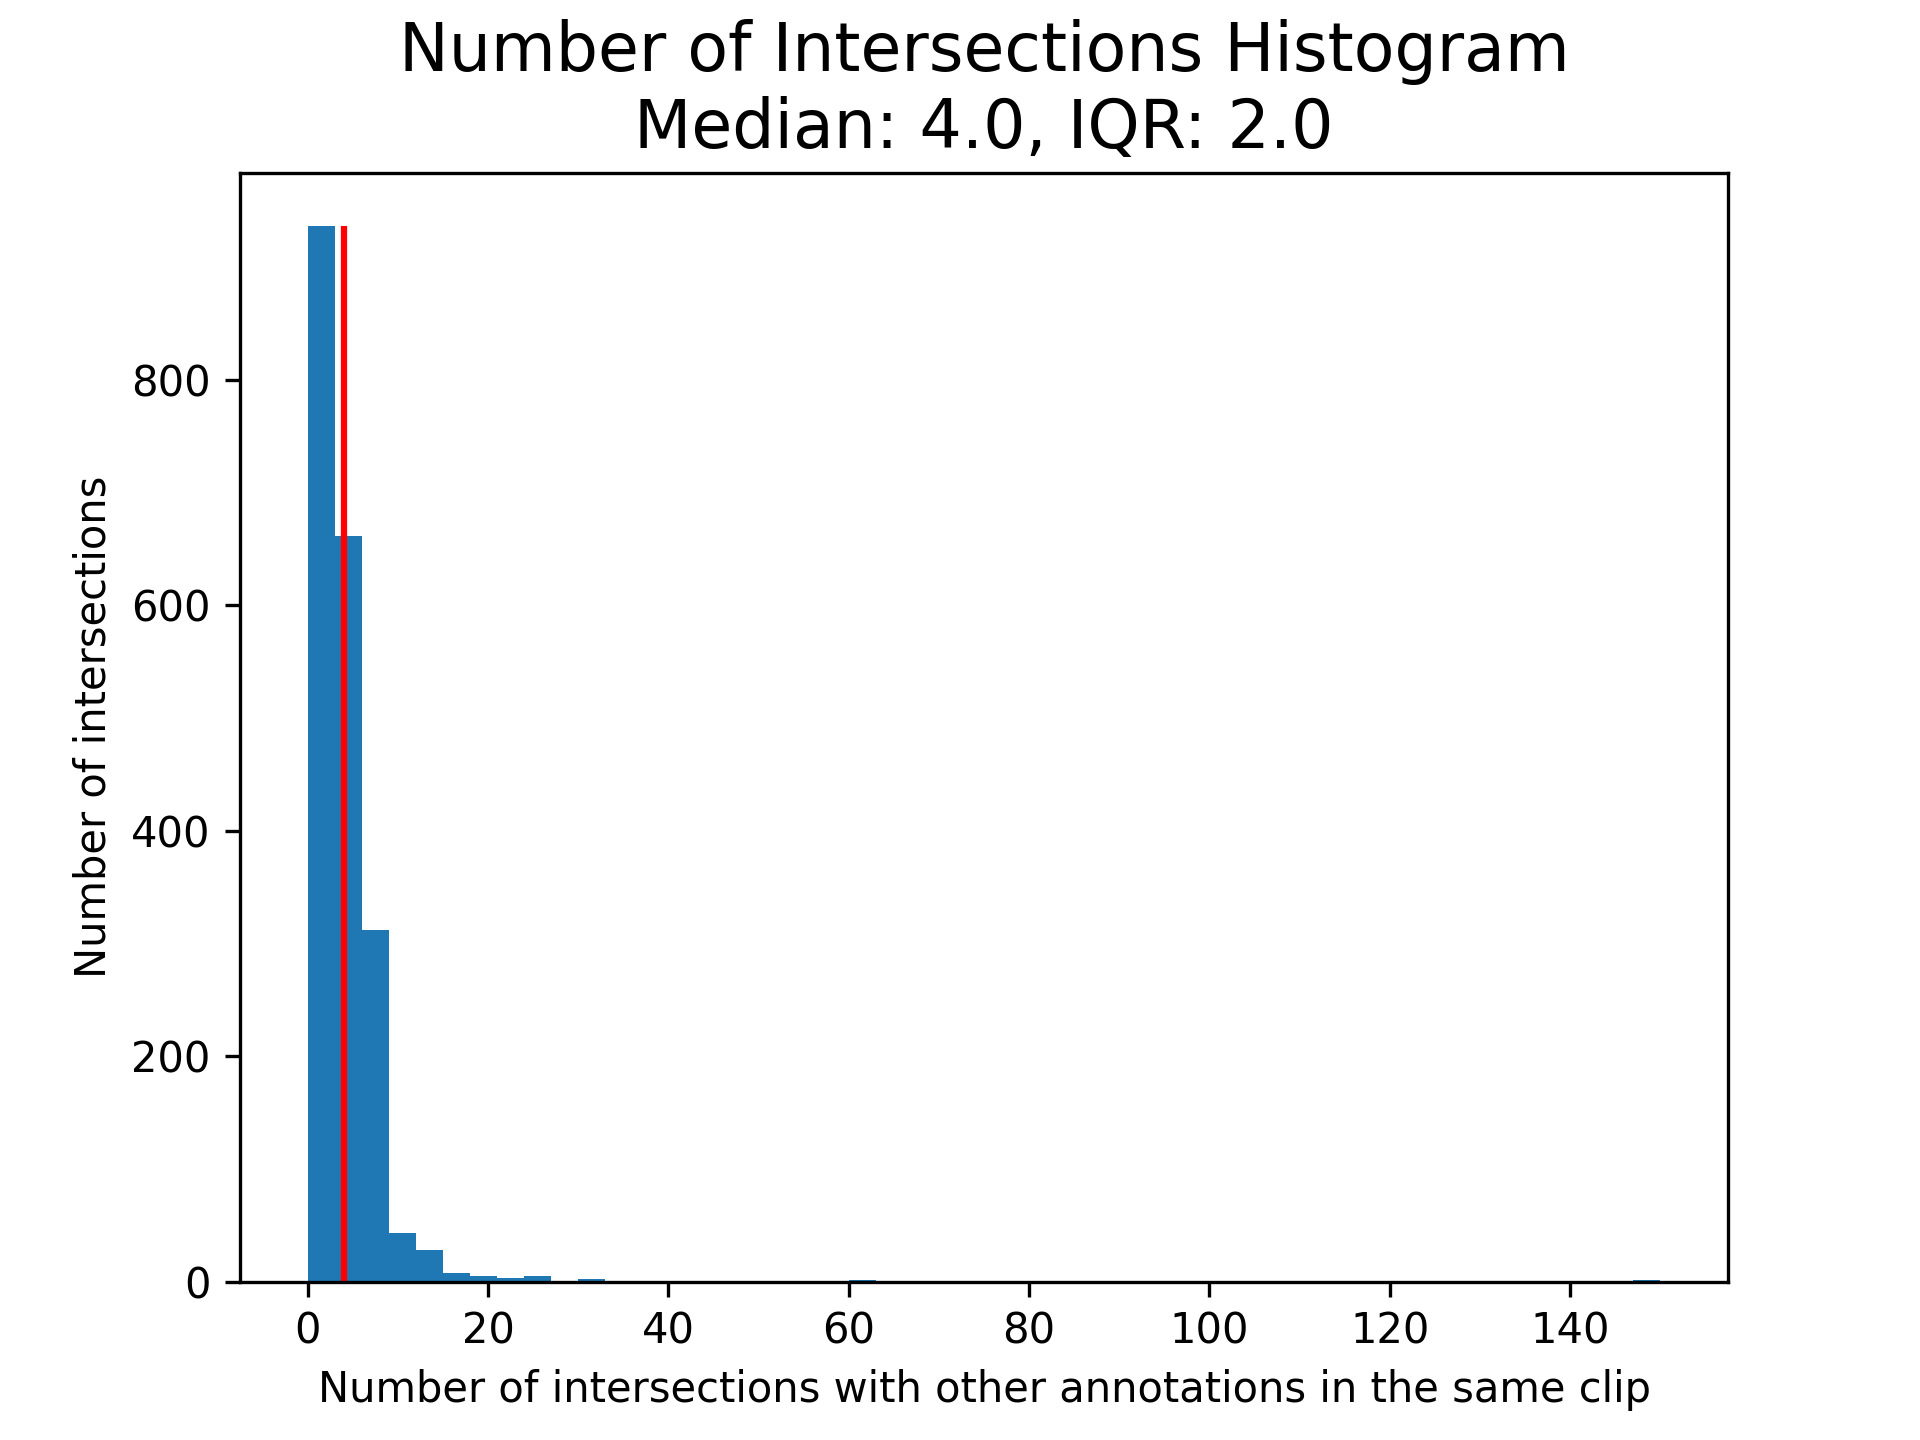 Number of Intersections Histogram
Median: 4.0, IQR: 2.0
800
600
400
200
0
Number of intersections
0 20 40 60 80 100 120 140
Number of intersections with other annotations in the same clip